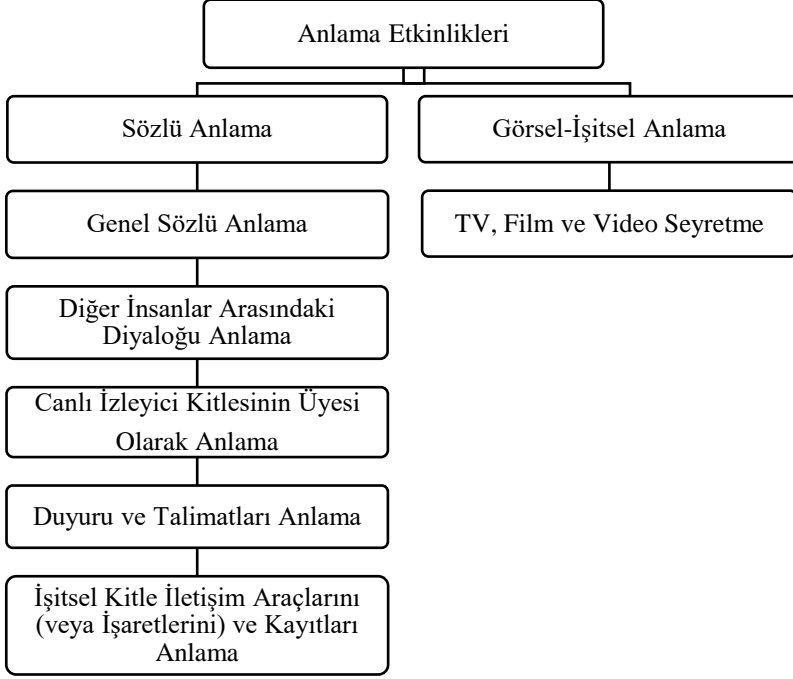 Anlama Etkinlikleri
Sözlü Anlama
Görsel-İşitsel Anlama
Genel Sözlü Anlama
TV, Film ve Video Seyretme
Diğer İnsanlar Arasındaki
Diyaloğu Anlama
Canlı İzleyici Kitlesinin Üyesi
Olarak Anlama
Duyuru ve Talimatları Anlama
İşitsel Kitle İletişim Araçlarını
(veya İşaretlerini) ve Kayıtları
Anlama